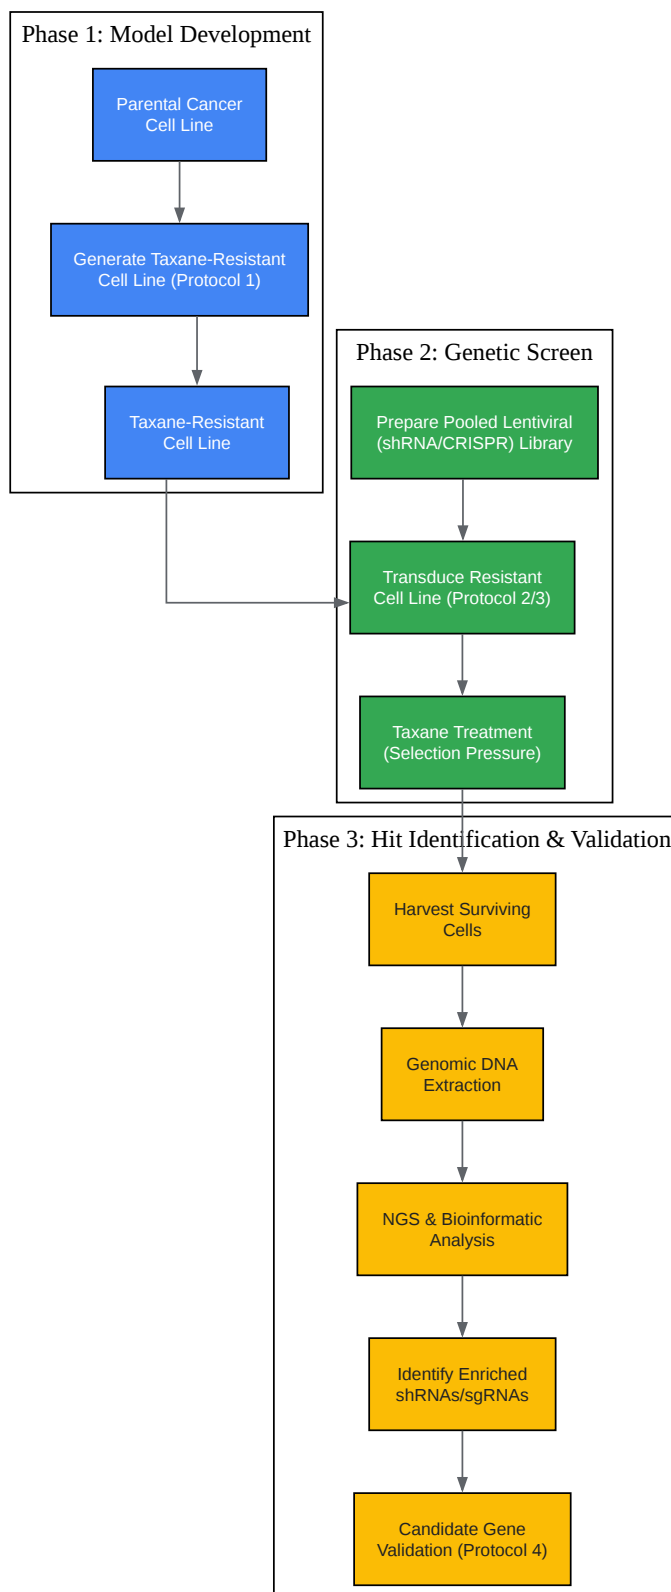 Phase 1: Model Development
Parental Cancer
Cell Line
Generate Taxane-Resistant
Cell Line (Protocol 1)
Taxane-Resistant
Cell Line
Phase 2: Genetic Screen
Prepare Pooled Lentiviral
(shRNA/CRISPR) Library
Transduce Resistant
Cell Line (Protocol 2/3)
Taxane Treatment
(Selection Pressure)
Phase 3: Hit Identification & Validation
Harvest Surviving
Cells
Genomic DNA
Extraction
NGS & Bioinformatic
Analysis
Identify Enriched
shRNAs/sgRNAs
Candidate Gene
Validation (Protocol 4)